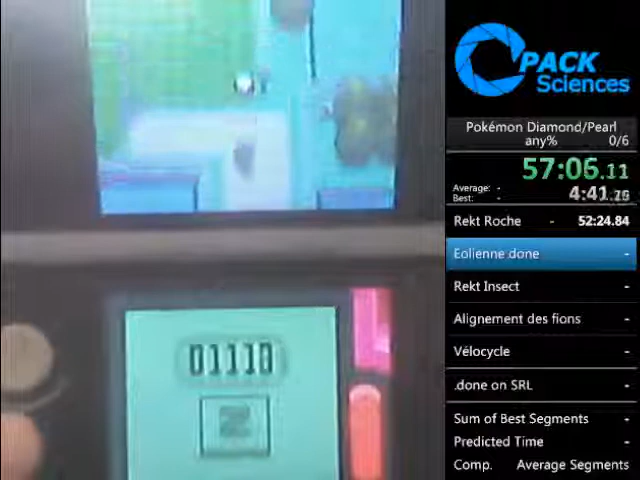 PACK
Sciences
Pokémon Diamond/Pearl
any% 0/6
57:06.11
Average: -
Best: -
4:41.76
Rekt Roche - 52:24.84
Eolienne.done -
Rekt Insect -
Alignement des fions -
Vélocycle -
.done on SRL -
Sum of Best Segments -
Predicted Time -
Comp. Average Segments
01110